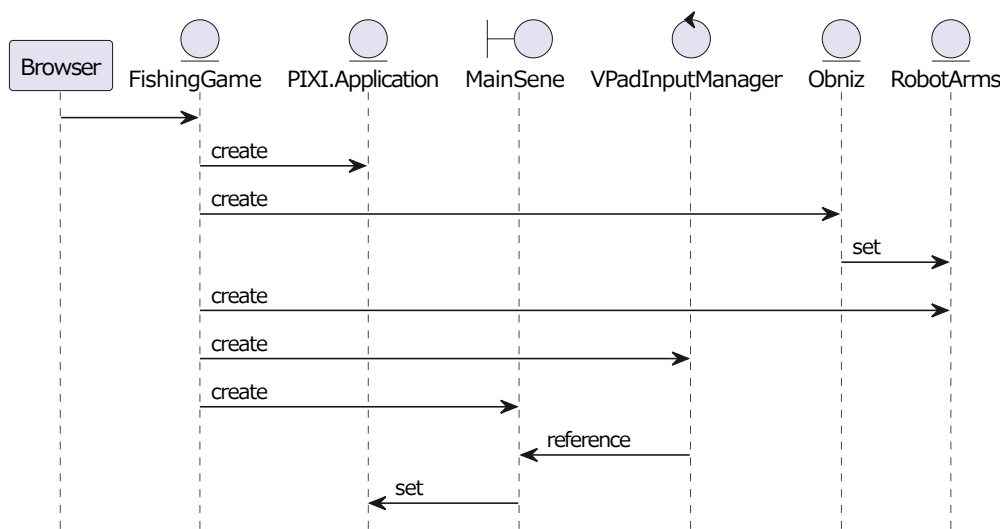 Browser
FishingGame
PIXI.Application
MainSene
VPadInputManager
Obniz
RobotArms
create
create
set
create
create
create
reference
set